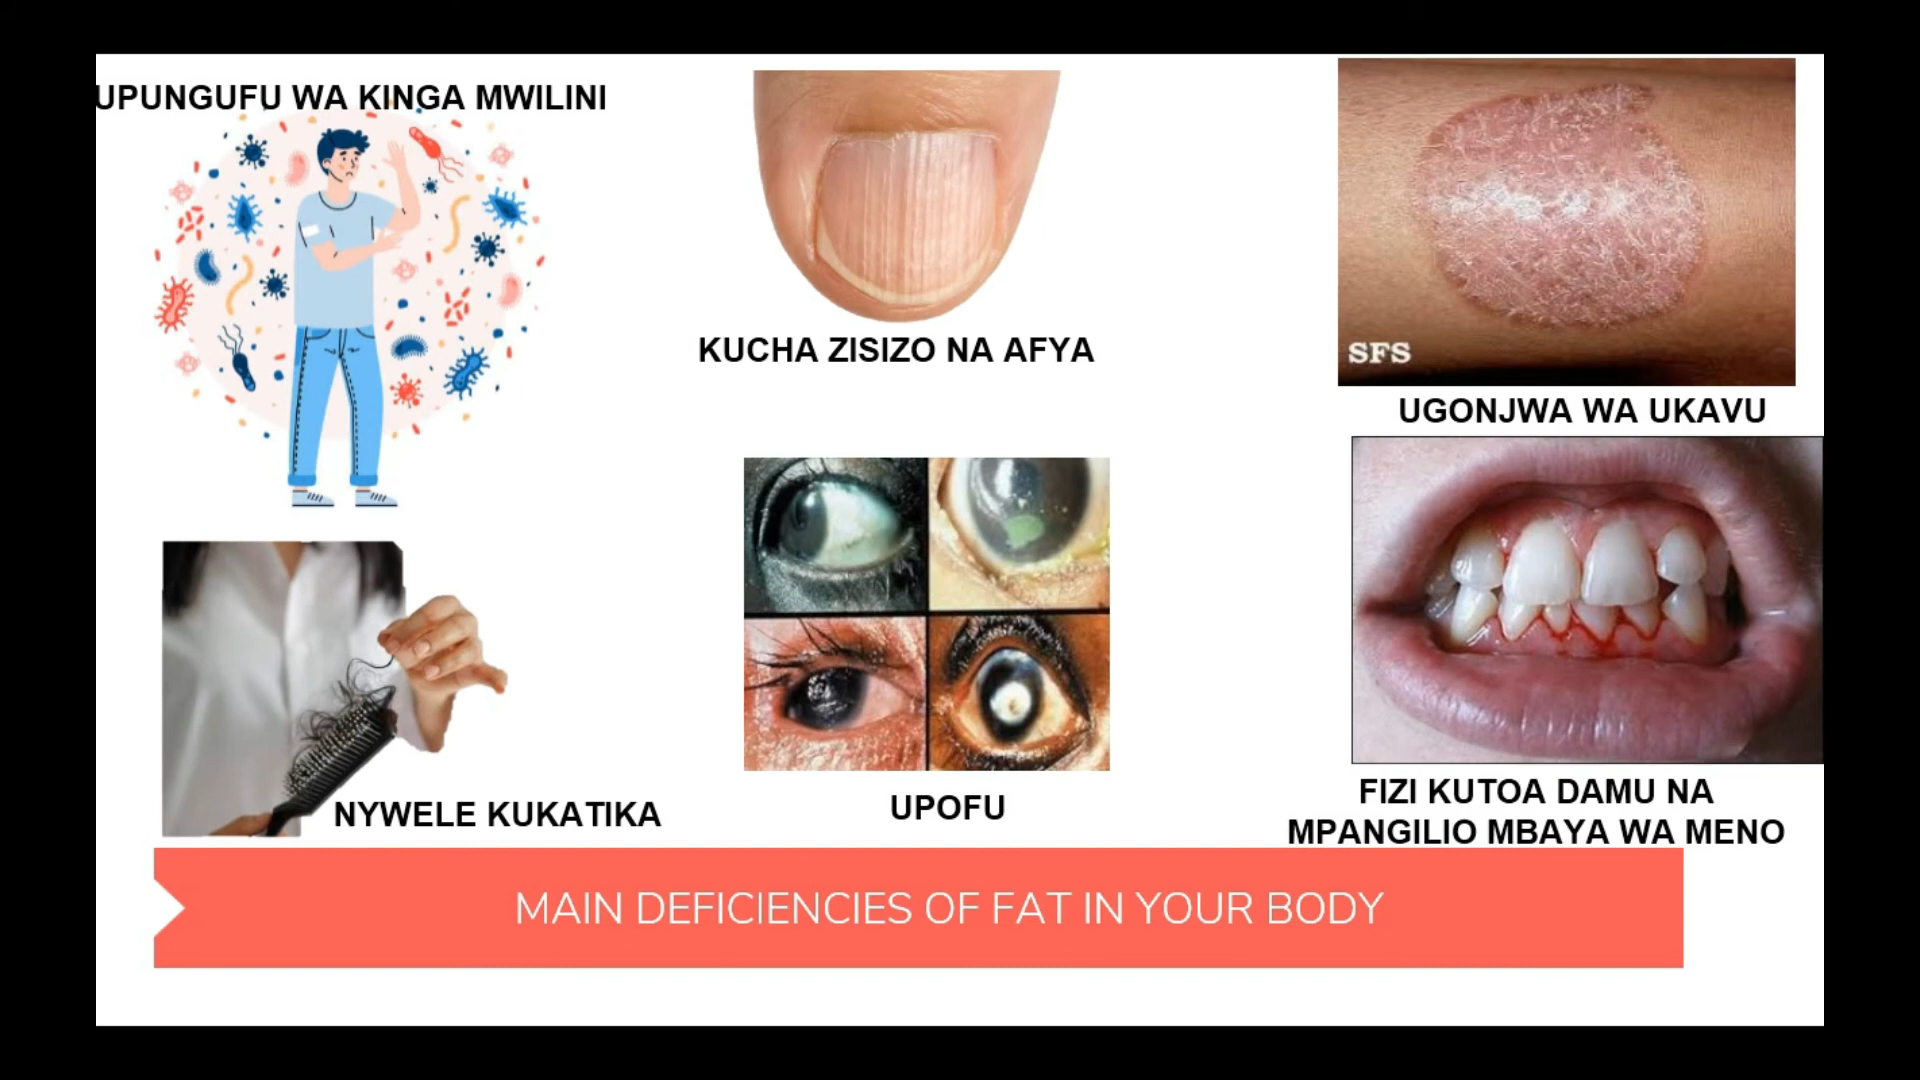 UPUNGUFU WA KINGA MWILINI
KUCHA ZISIZO NA AFYA
SFS
UGONJWA WA UKAVU
NYWELE KUKATIKA
UPOFU
FIZI KUTOA DAMU NA
MPANGILIO MBAYA WA MENO
MAIN DEFICIENCIES OF FAT IN YOUR BODY